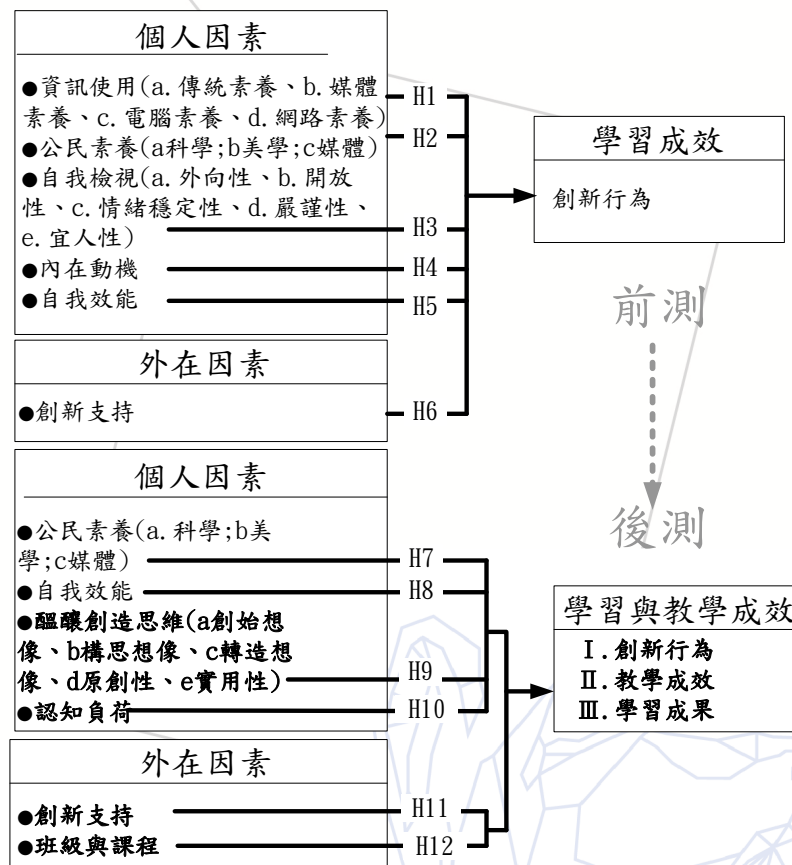 個人因素
●資訊使用(a.傳統素養、b.媒體
素養、c.電腦素養、d.網路素養)
●公民素養(a科學;b美學;c媒體)
●自我檢視(a.外向性、b.開放
性、c.情緒穩定性、d.嚴謹性、
e.宜人性)
●內在動機
●自我效能
H1
H2
H3
H4
H5
外在因素
●創新支持
H6
學習成效
創新行為
前測
後測
個人因素
●公民素養(a.科學;b美
學;c媒體)
●自我效能
●醞釀創造思維(a創始想
像、b構思想像、c轉造想
像、d原創性、e實用性)
●認知負荷
H7
H8
H9
H10
外在因素
●創新支持
●班級與課程
H11
H12
學習與教學成效
Ⅰ.創新行為
Ⅱ.教學成效
Ⅲ.學習成果